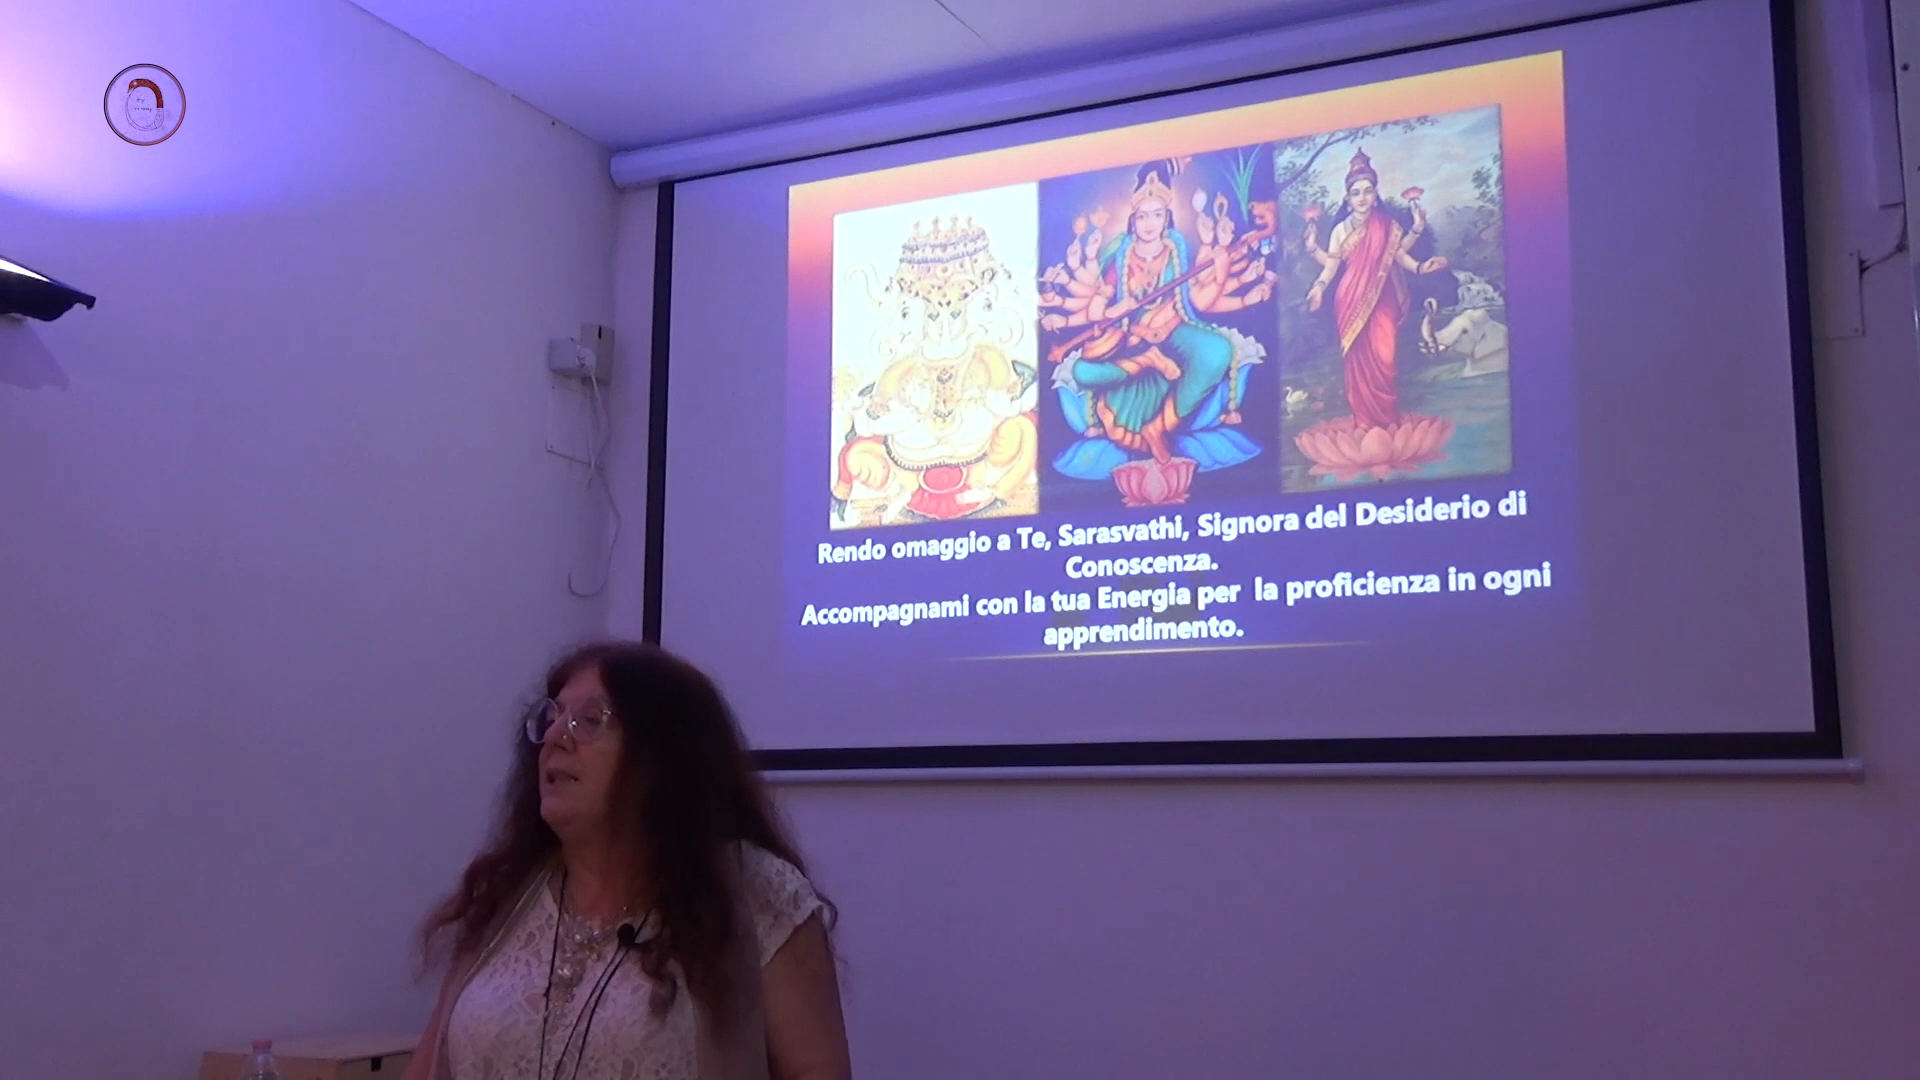 Rendo omaggio a Te, Sarasvathi, Signora del Desiderio di
Conoscenza.
Accompagnami con la tua Energia per la proficienza in ogni
apprendimento.